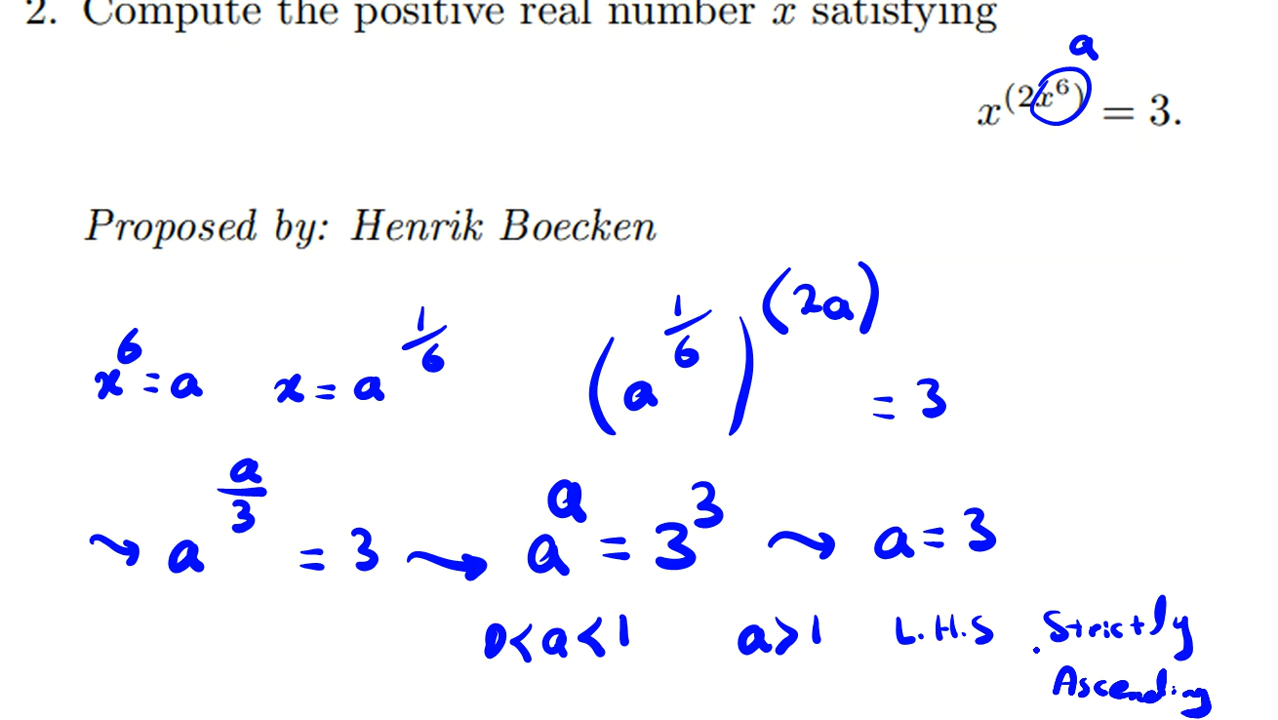 2. Compute the positive real number x satisfying
a
x^(2x^6) = 3.
Proposed by: Henrik Boecken
x^6 = a x = a^(1/6) (a^(1/6))^(2a) = 3
⇝ a^(a/3) = 3 ⇝ a^a = 3^3 ⇝ a = 3
0<a<1 a>1 L.H.S Strictly
Ascending